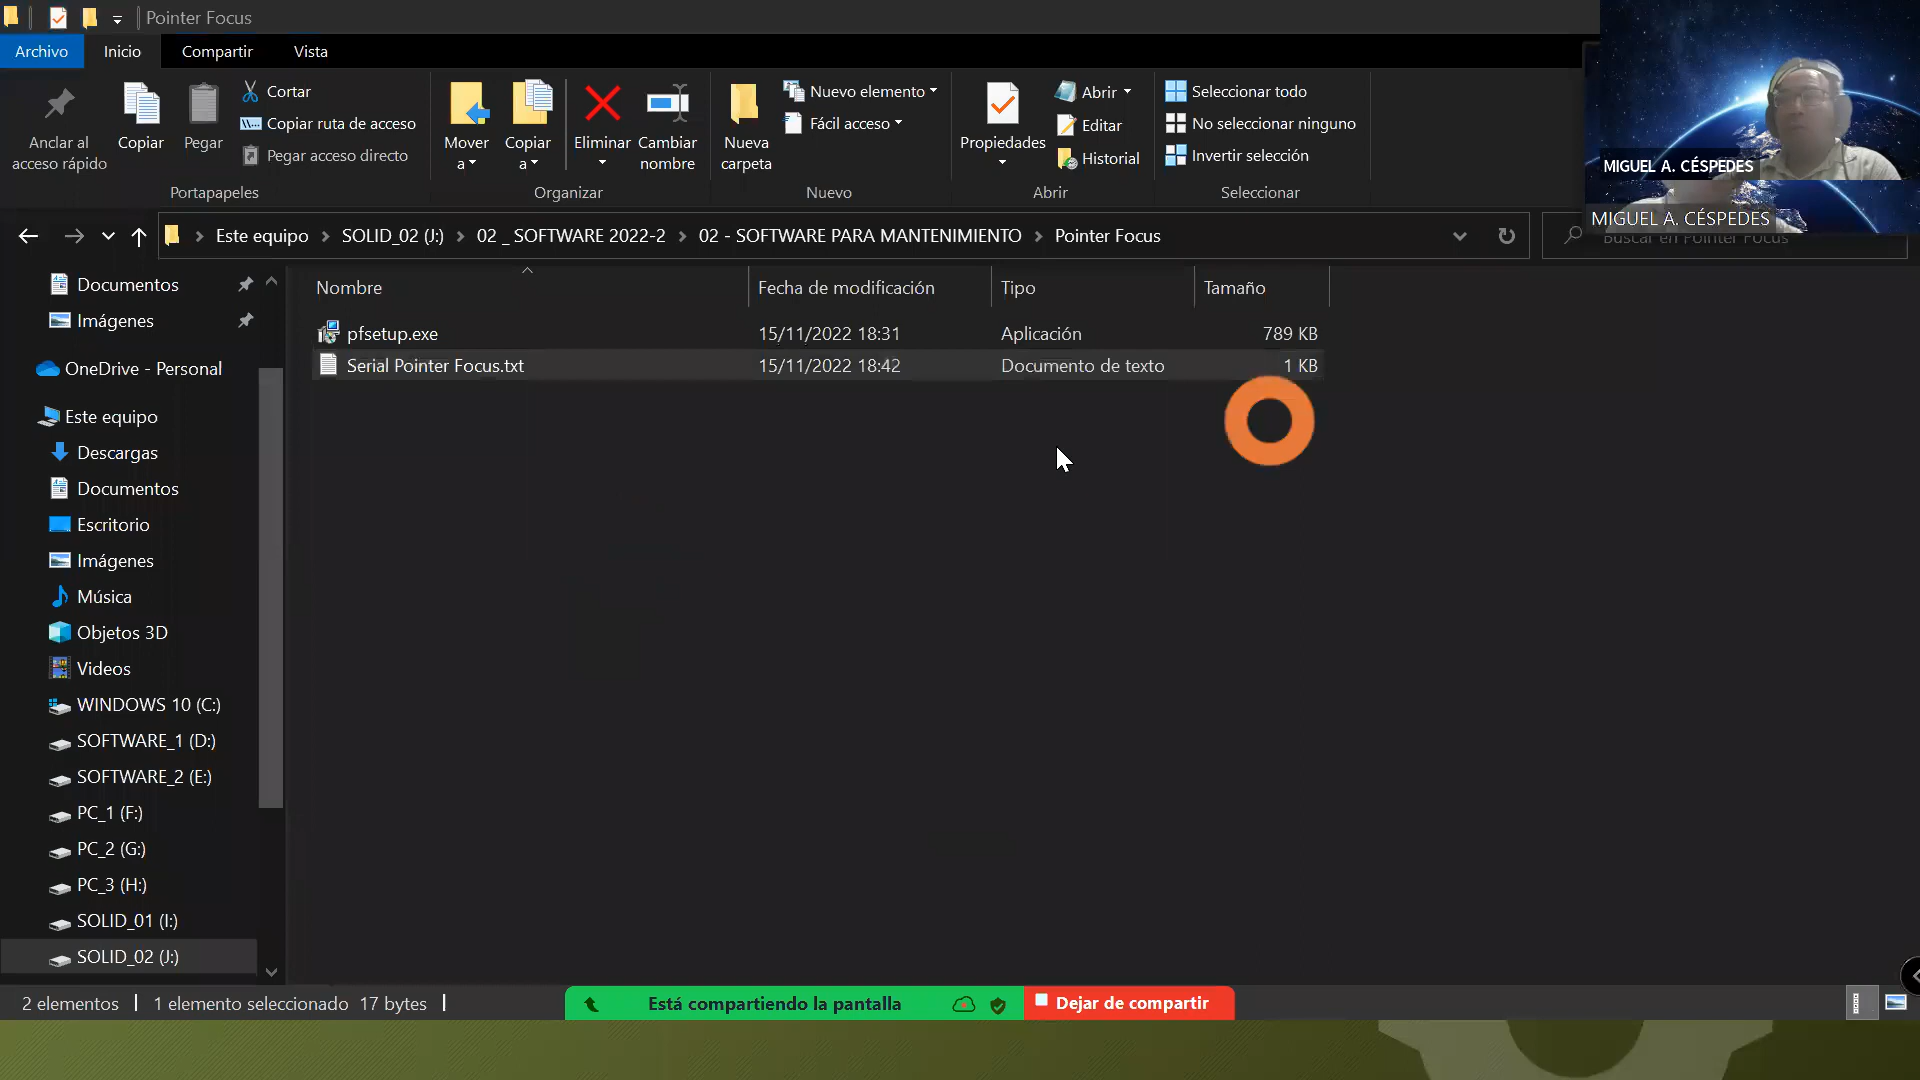 Pointer Focus
Archivo
Inicio
Compartir
Vista
Anclar al
acceso rápido
Copiar
Pegar
Cortar
Copiar ruta de acceso
Pegar acceso directo
Portapapeles
Mover
a
Copiar
a
Eliminar
Cambiar
nombre
Organizar
Nueva
carpeta
Nuevo elemento
Fácil acceso
Nuevo
Propiedades
Abrir
Editar
Historial
Abrir
Seleccionar todo
No seleccionar ninguno
Invertir selección
Seleccionar
MIGUEL A. CÉSPEDES
MIGUEL A. CÉSPEDES
Este equipo
SOLID_02 (J:)
02 _ SOFTWARE 2022-2
02 - SOFTWARE PARA MANTENIMIENTO
Pointer Focus
Buscar en Pointer Focus
Documentos
Imágenes
OneDrive - Personal
Este equipo
Descargas
Documentos
Escritorio
Imágenes
Música
Objetos 3D
Videos
WINDOWS 10 (C:)
SOFTWARE_1 (D:)
SOFTWARE_2 (E:)
PC_1 (F:)
PC_2 (G:)
PC_3 (H:)
SOLID_01 (I:)
SOLID_02 (J:)
Nombre Fecha de modificación Tipo Tamaño
pfsetup.exe 15/11/2022 18:31 Aplicación 789 KB
Serial Pointer Focus.txt 15/11/2022 18:42 Documento de texto 1 KB
2 elementos 1 elemento seleccionado 17 bytes
Está compartiendo la pantalla
Dejar de compartir